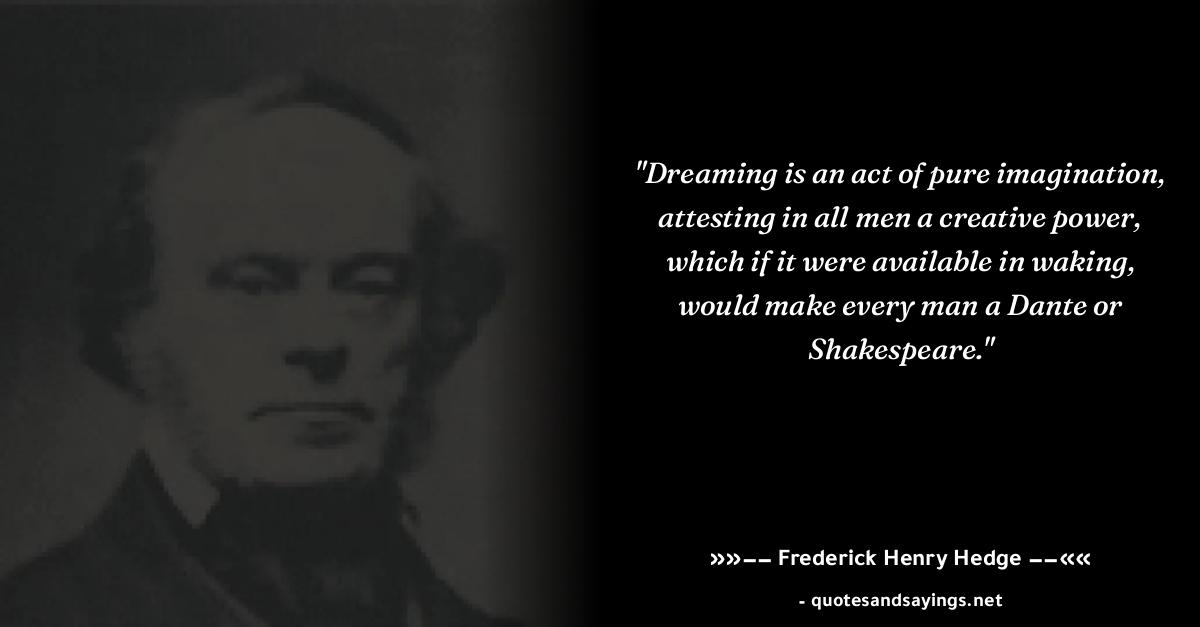 "Dreaming is an act of pure imagination,
attesting in all men a creative power,
which if it were available in waking,
would make every man a Dante or
Shakespeare."
»»−− Frederick Henry Hedge −−««
- quotesandsayings.net